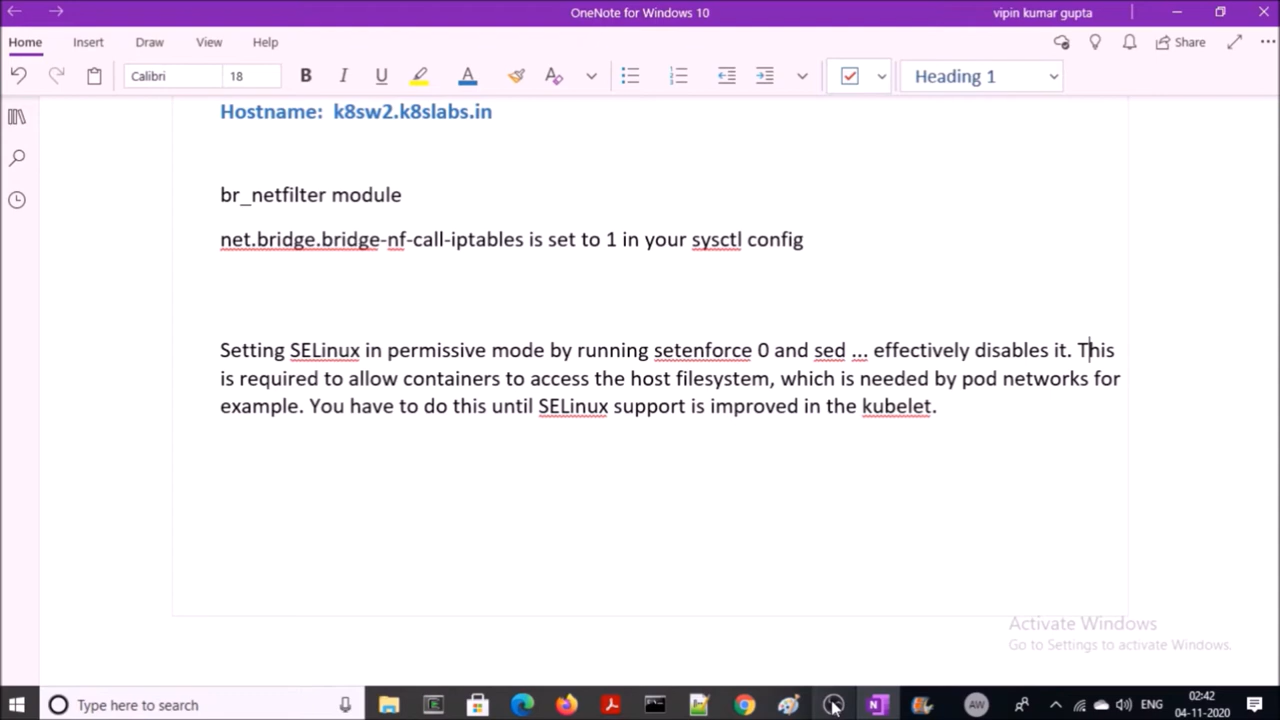 OneNote for Windows 10
vipin kumar gupta
Home
Insert
Draw
View
Help
Share
Calibri
18
B
I
U
A
Heading 1
Hostname: k8sw2.k8slabs.in
br_netfilter module
net.bridge.bridge-nf-call-iptables is set to 1 in your sysctl config
Setting SELinux in permissive mode by running setenforce 0 and sed ... effectively disables it. This
is required to allow containers to access the host filesystem, which is needed by pod networks for
example. You have to do this until SELinux support is improved in the kubelet.
Activate Windows
Go to Settings to activate Windows.
Type here to search
AW
ENG
02:42
04-11-2020